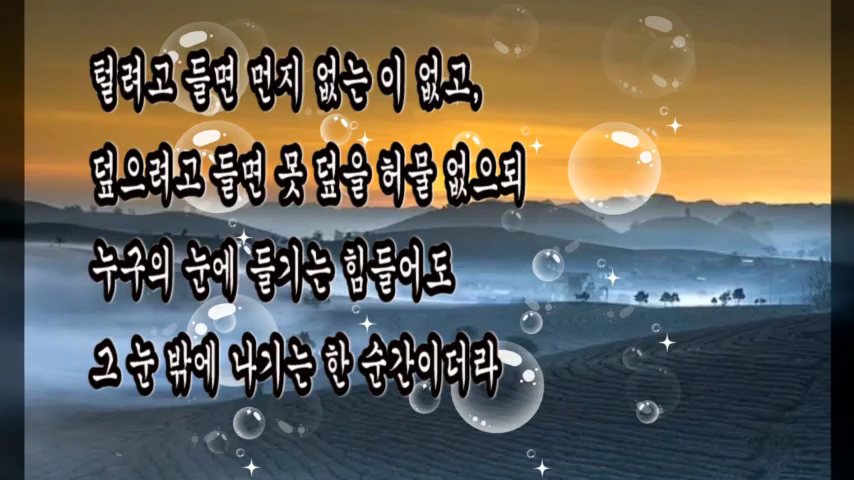 털려고 들면 먼지 없는 이 없고,
덮으려고 들면 못 덮을 허물 없으되
누구의 눈에 들기는 힘들어도
그 눈 밖에 나기는 한 순간이더라